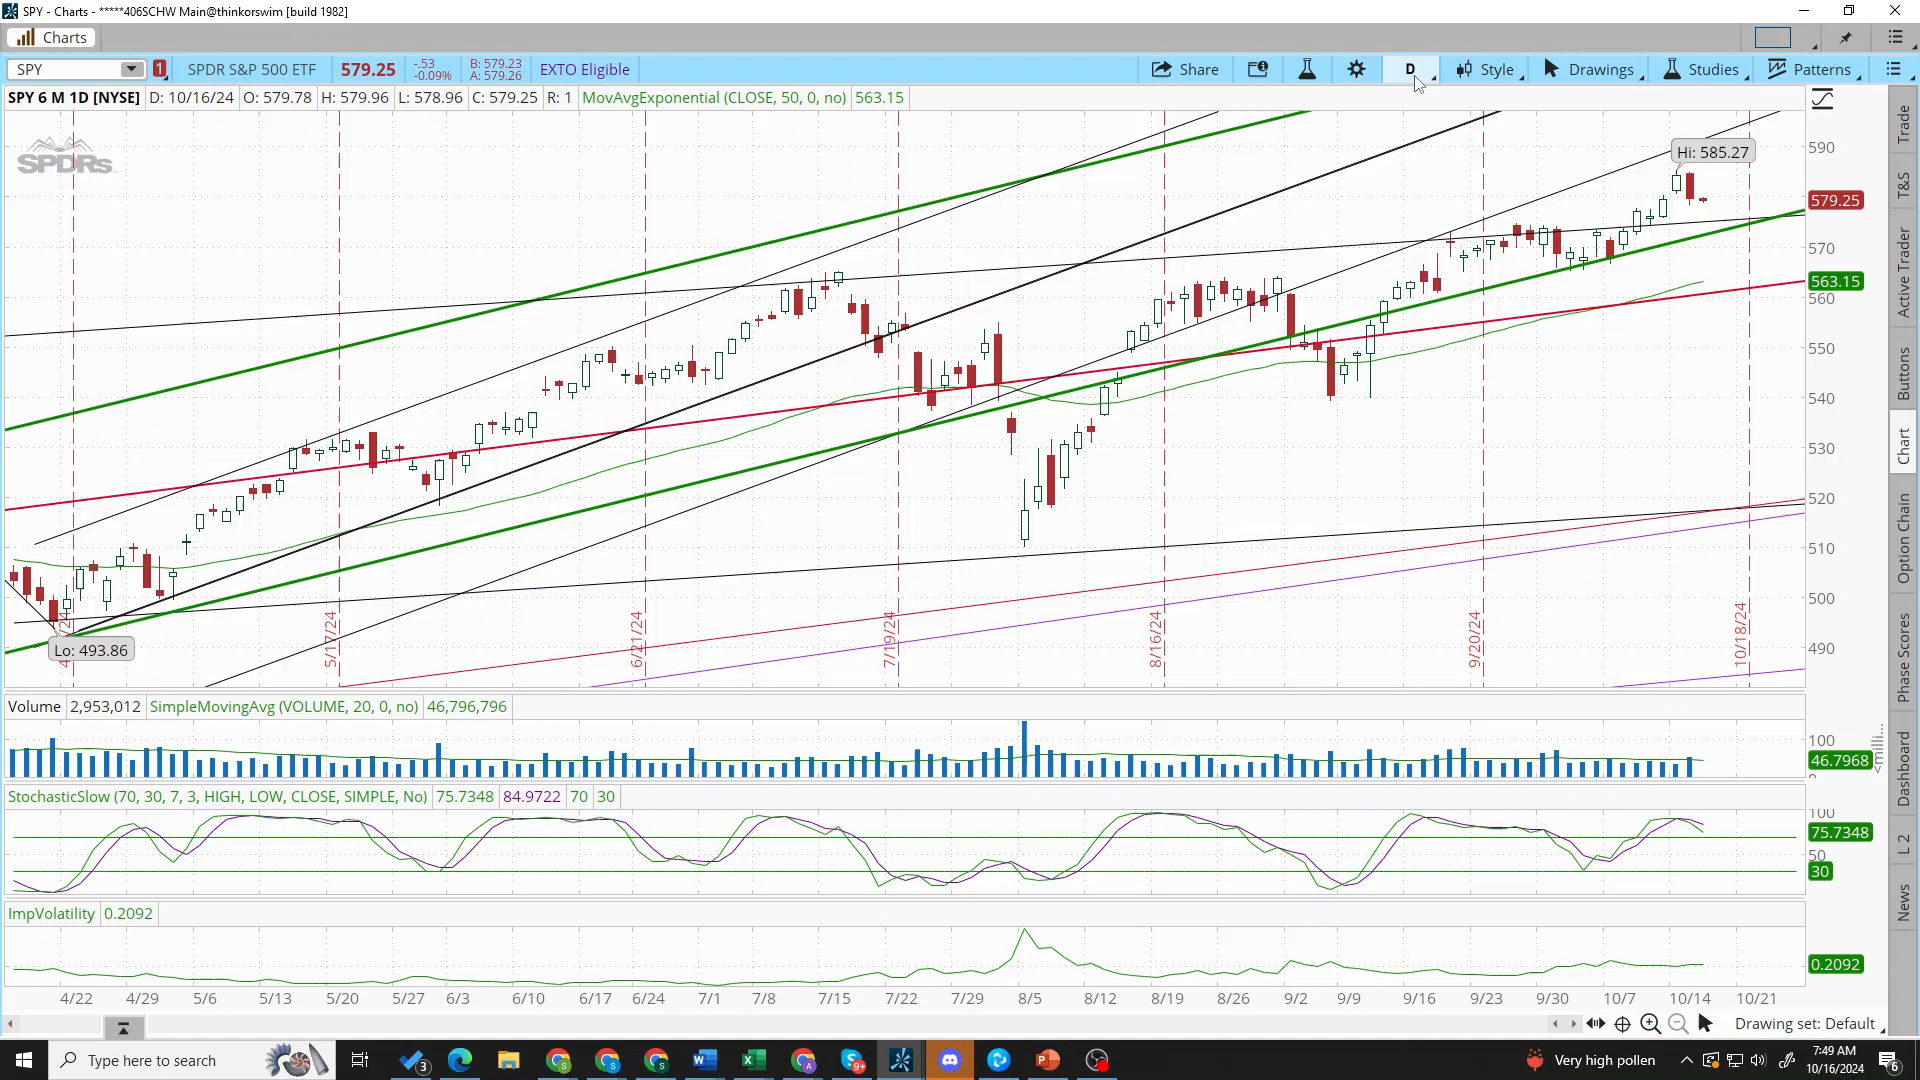 SPY - Charts - *****406SCHW Main@thinkorswim [build 1982]
Charts
SPY 1 SPDR S&P 500 ETF 579.25 -.53 -0.09% B: 579.23 A: 579.26 EXTO Eligible Share D Style Drawings Studies Patterns
SPY 6 M 1D [NYSE] D: 10/16/24 O: 579.78 H: 579.96 L: 578.96 C: 579.25 R: 1 MovAvgExponential (CLOSE, 50, 0, no) 563.15
SPDRs
Hi: 585.27
Lo: 493.86
590
579.25
570
563.15
560
550
540
530
520
510
500
490
5/17/24
6/21/24
7/19/24
8/16/24
9/20/24
10/18/24
Volume 2,953,012 SimpleMovingAvg (VOLUME, 20, 0, no) 46,796,796
100
46.7968
<milli...
StochasticSlow (70, 30, 7, 3, HIGH, LOW, CLOSE, SIMPLE, No) 75.7348 84.9722 70 30
100
75.7348
50
30
ImpVolatility 0.2092
0.2092
4/22 4/29 5/6 5/13 5/20 5/27 6/3 6/10 6/17 6/24 7/1 7/8 7/15 7/22 7/29 8/5 8/12 8/19 8/26 9/2 9/9 9/16 9/23 9/30 10/7 10/14 10/21
Drawing set: Default
Trade
T&S
Active Trader
Buttons
Chart
Option Chain
Phase Scores
Dashboard
L 2
News
Type here to search
3
9+
Very high pollen
7:49 AM
10/16/2024
6